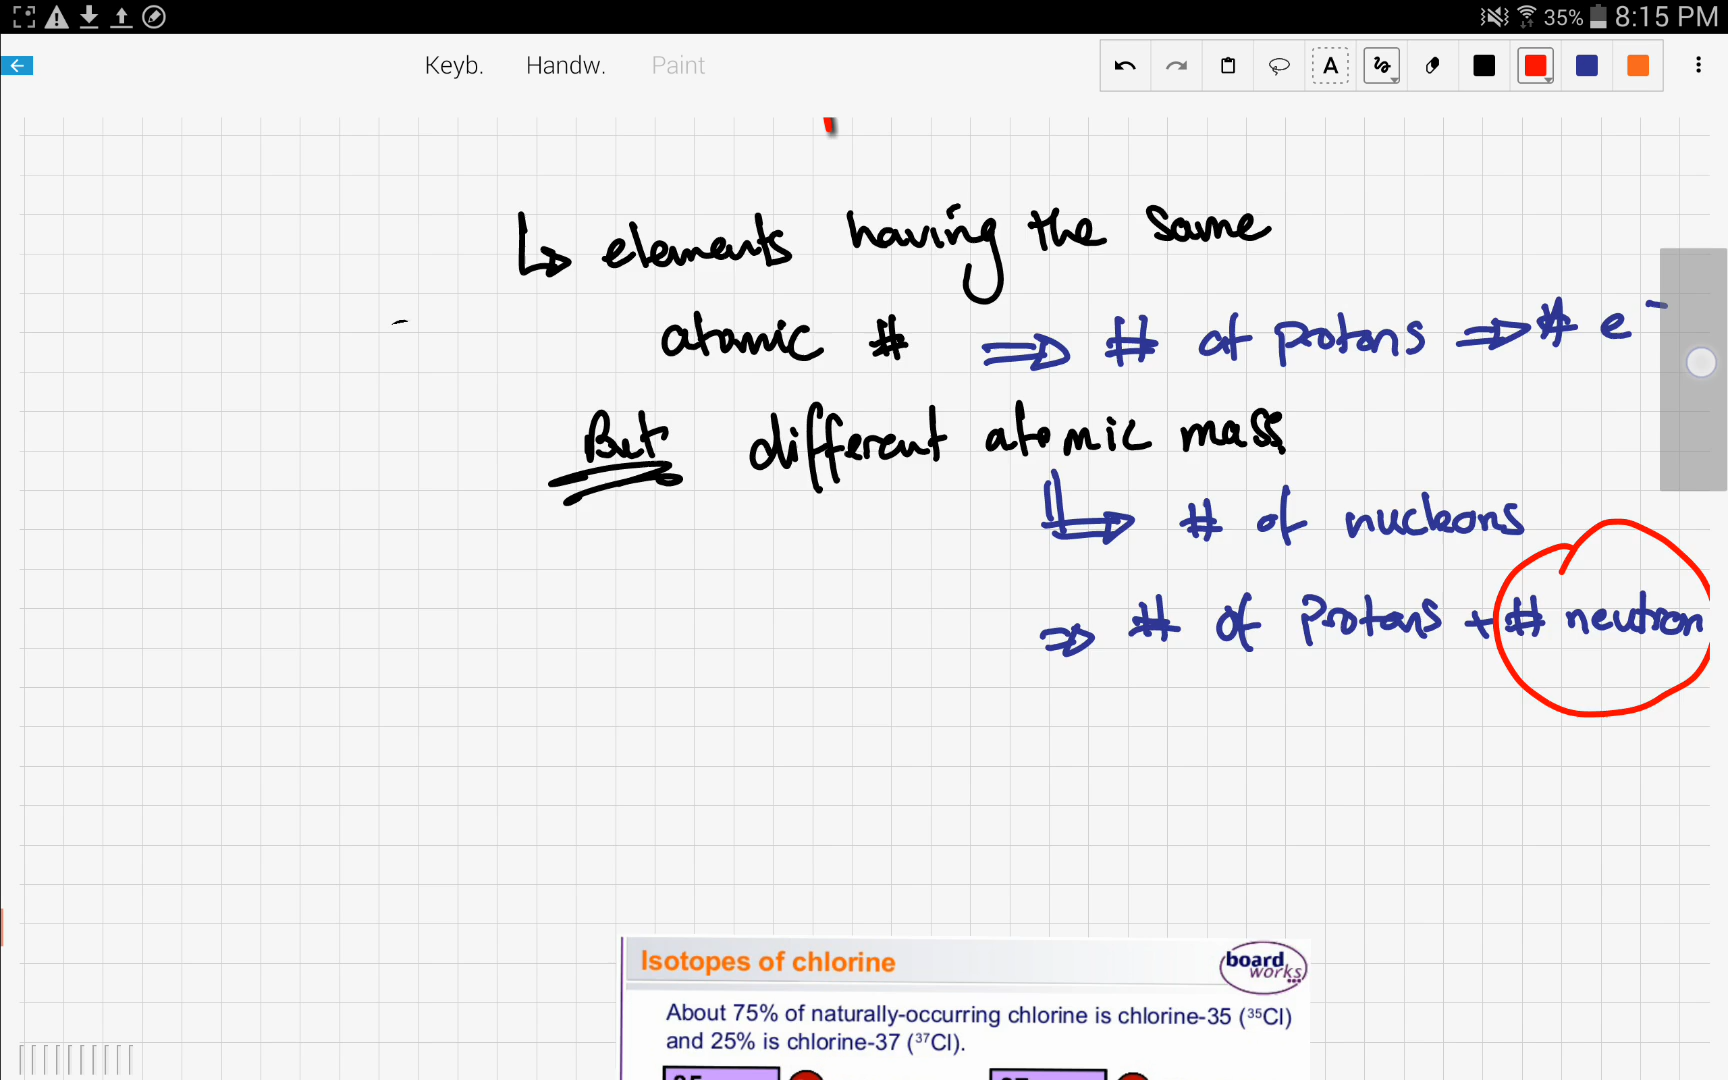 35% 8:15 PM
Keyb. Handw. Paint A
↳ elements having the same
atomic # ⇒ # of protons ⇒ # e⁻
But different atomic mass
⇒ # of nucleons
⇒ # of protons + # neutron
Isotopes of chlorine
board works
About 75% of naturally-occurring chlorine is chlorine-35 (³⁵Cl)
and 25% is chlorine-37 (³⁷Cl).